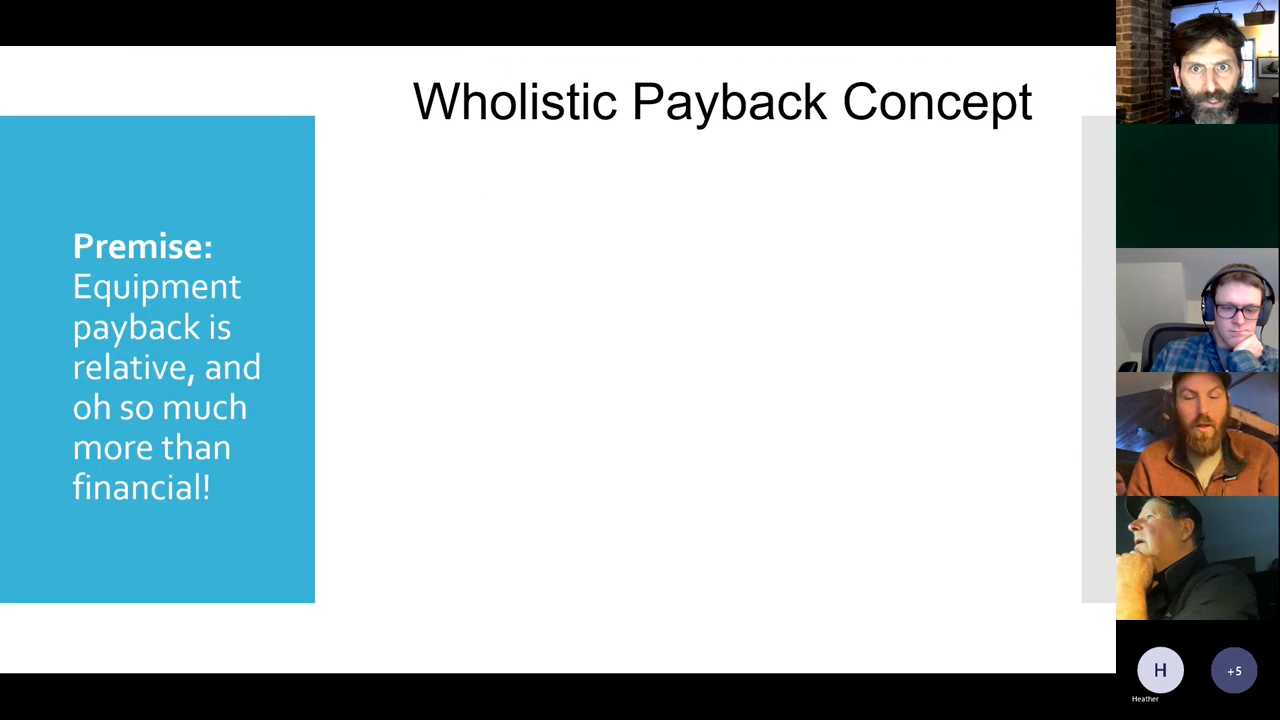 Wholistic Payback Concept
Premise:
Equipment
payback is
relative, and
oh so much
more than
financial!
H
+5
Heather